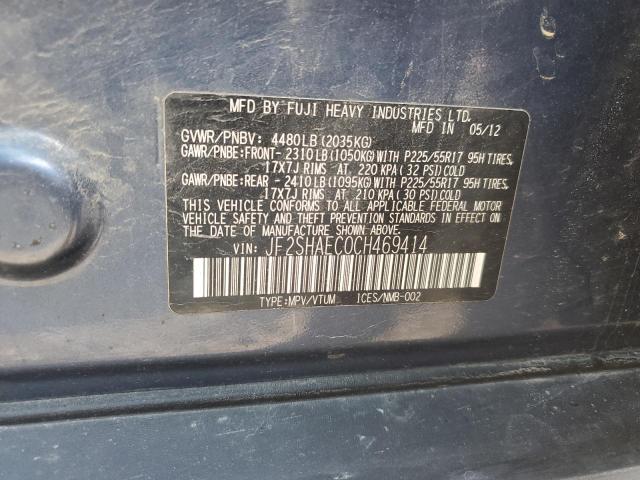 MFD BY FUJI HEAVY INDUSTRIES LTD.
MFD IN 05/12
GVWR/PNBV: 4480LB(2035KG)
GAWR/PNBE:FRONT-2310LB(1050KG)WITH P225/55R17 95H TIRES,
17X7J RIMS AT 220 KPA(32 PSI)COLD
GAWR/PNBE:REAR -2410LB(1095KG)WITH P225/55R17 95H TIRES,
17X7J RIMS AT 210 KPA(30 PSI)COLD
THIS VEHICLE CONFORMS TO ALL APPLICABLE FEDERAL MOTOR
VEHICLE SAFETY AND THEFT PREVENTION STANDARDS IN EFFECT ON
THE DATE OF MANUFACTURE SHOWN ABOVE.
VIN: JF2SHAEC0CH469414
TYPE:MPV/VTUM ICES/NMB-002